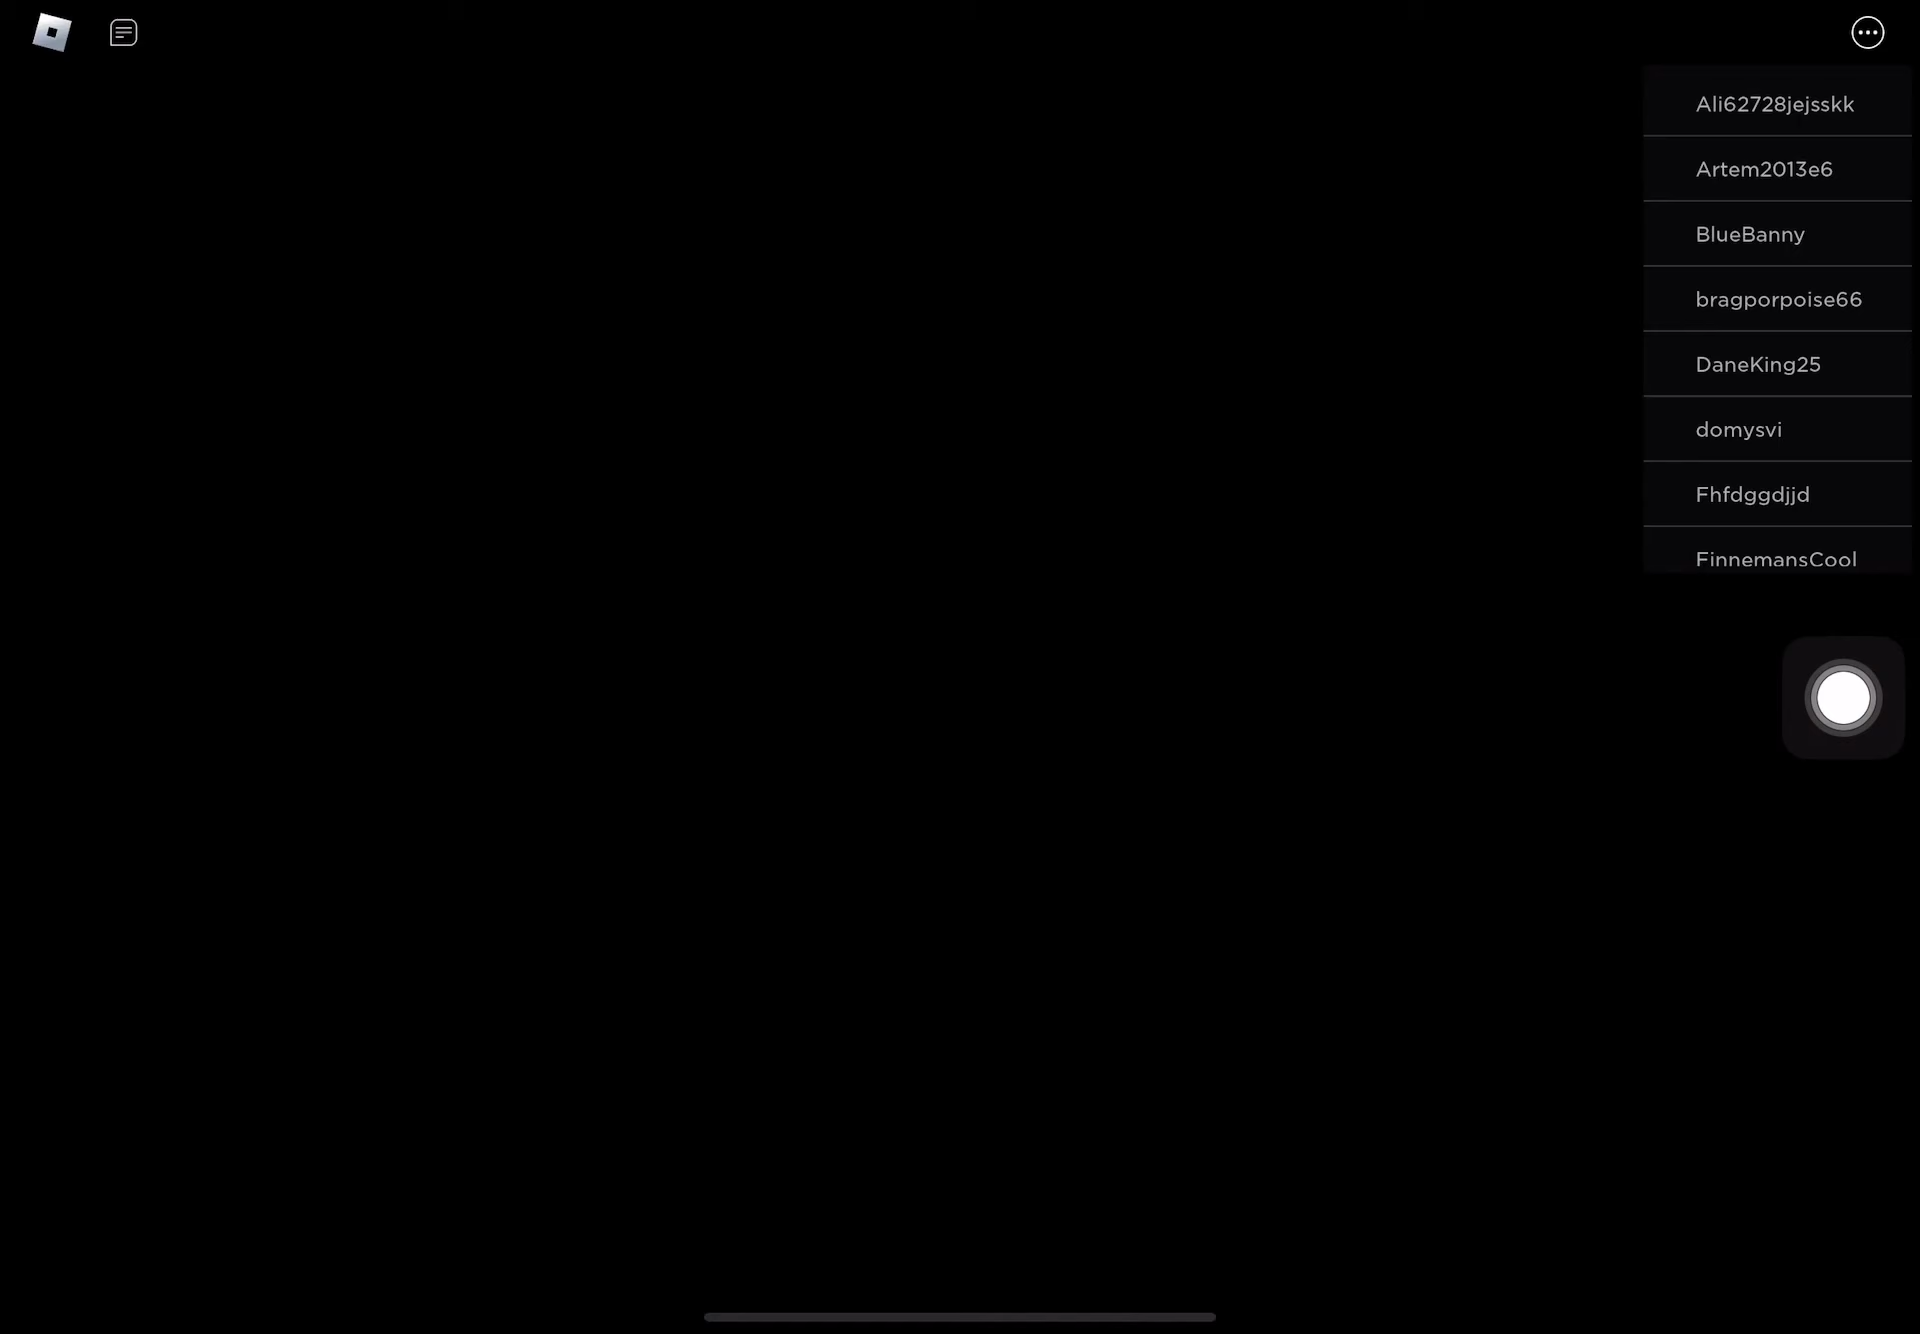 Ali62728jejsskk
Artem2013e6
BlueBanny
bragporpoise66
DaneKing25
domysvi
Fhfdggdjjd
FinnemansCool